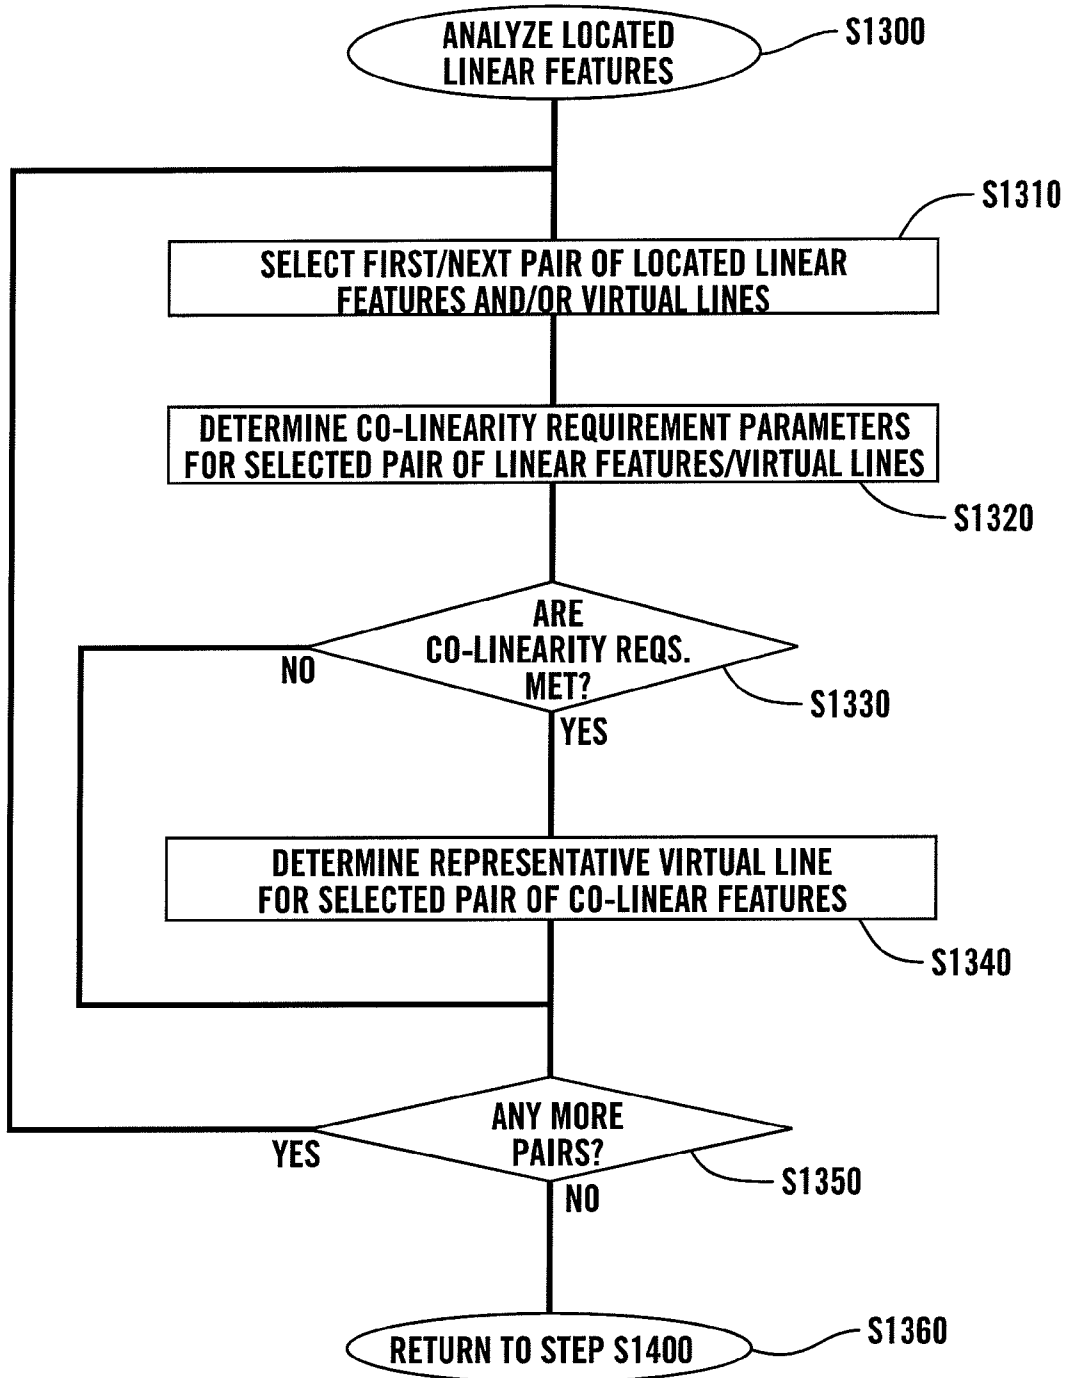 ANALYZE LOCATED
LINEAR FEATURES
S1300
S1310
SELECT FIRST/NEXT PAIR OF LOCATED LINEAR
FEATURES AND/OR VIRTUAL LINES
DETERMINE CO-LINEARITY REQUIREMENT PARAMETERS
FOR SELECTED PAIR OF LINEAR FEATURES/VIRTUAL LINES
S1320
ARE
CO-LINEARITY REQS.
MET?
NO
S1330
YES
DETERMINE REPRESENTATIVE VIRTUAL LINE
FOR SELECTED PAIR OF CO-LINEAR FEATURES
S1340
ANY MORE
PAIRS?
YES
S1350
NO
RETURN TO STEP S1400
S1360